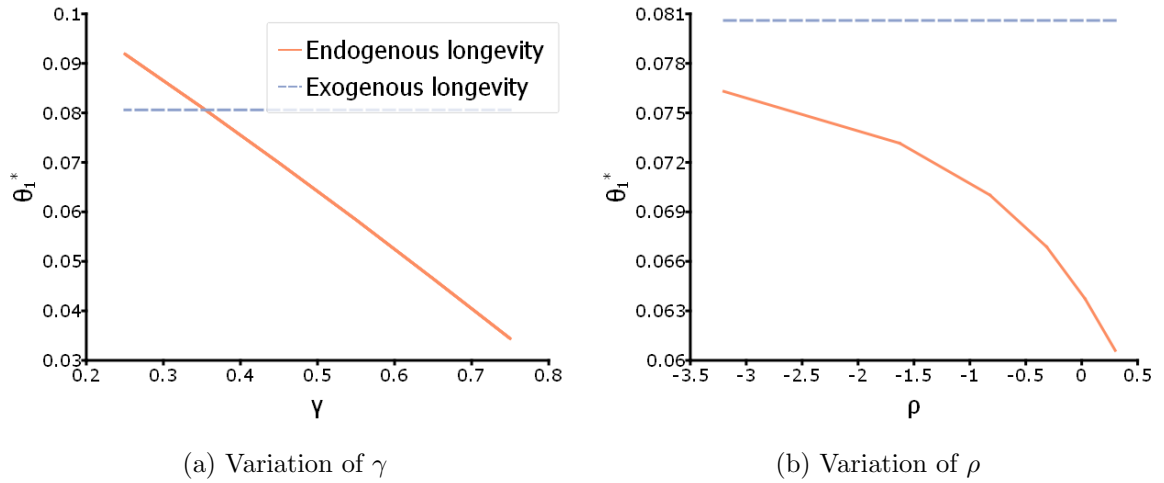 0.1
0.09
0.08
0.07
0.06
0.05
0.04
0.03
θ₁*
0.2 0.3 0.4 0.5 0.6 0.7 0.8
γ
Endogenous longevity
Exogenous longevity
(a) Variation of γ
0.081
0.078
0.075
0.072
0.069
0.066
0.063
0.06
θ₁*
-3.5 -3 -2.5 -2 -1.5 -1 -0.5 0 0.5
ρ
(b) Variation of ρ